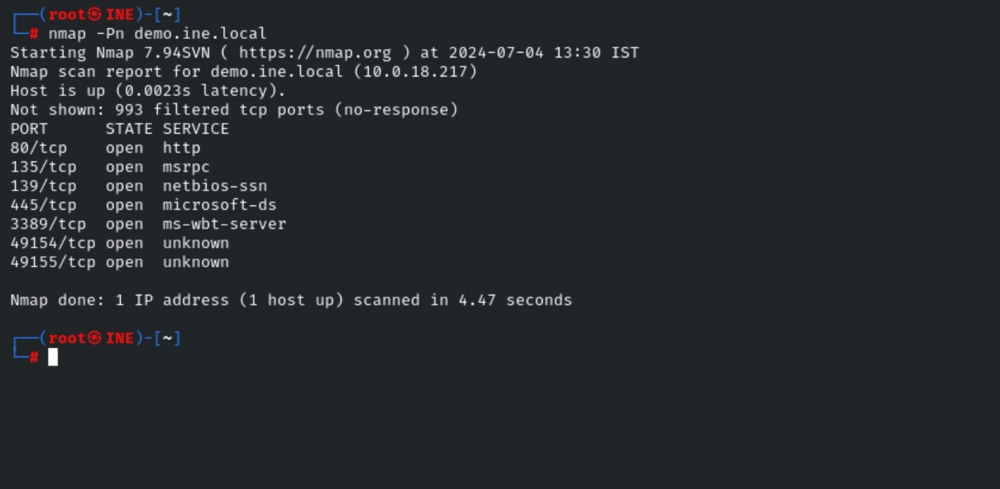 ┌──(root㉿INE)-[~]
└─# nmap -Pn demo.ine.local
Starting Nmap 7.94SVN ( https://nmap.org ) at 2024-07-04 13:30 IST
Nmap scan report for demo.ine.local (10.0.18.217)
Host is up (0.0023s latency).
Not shown: 993 filtered tcp ports (no-response)
PORT      STATE SERVICE
80/tcp    open  http
135/tcp   open  msrpc
139/tcp   open  netbios-ssn
445/tcp   open  microsoft-ds
3389/tcp  open  ms-wbt-server
49154/tcp open  unknown
49155/tcp open  unknown
Nmap done: 1 IP address (1 host up) scanned in 4.47 seconds
┌──(root㉿INE)-[~]
└─#